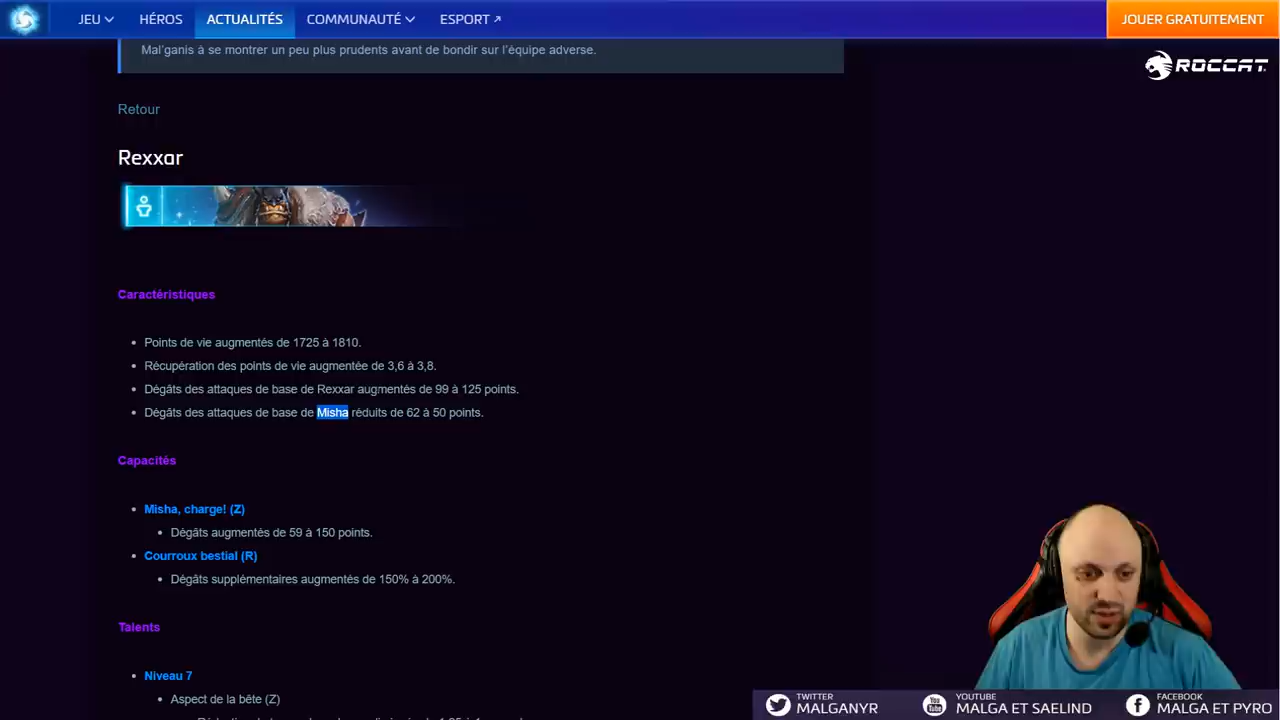 JEU HÉROS ACTUALITÉS COMMUNAUTÉ ESPORT JOUER GRATUITEMENT
Mal'ganis à se montrer un peu plus prudents avant de bondir sur l'équipe adverse.
ROCCAT
Retour
Rexxar
Caractéristiques
Points de vie augmentés de 1725 à 1810.
Récupération des points de vie augmentée de 3,6 à 3,8.
Dégâts des attaques de base de Rexxar augmentés de 99 à 125 points.
Dégâts des attaques de base de Misha réduits de 62 à 50 points.
Capacités
Misha, charge! (Z)
Dégâts augmentés de 59 à 150 points.
Courroux bestial (R)
Dégâts supplémentaires augmentés de 150% à 200%.
Talents
Niveau 7
Aspect de la bête (Z)
TWITTER
MALGANYR
YOUTUBE
MALGA ET SAELIND
FACEBOOK
MALGA ET PYRO